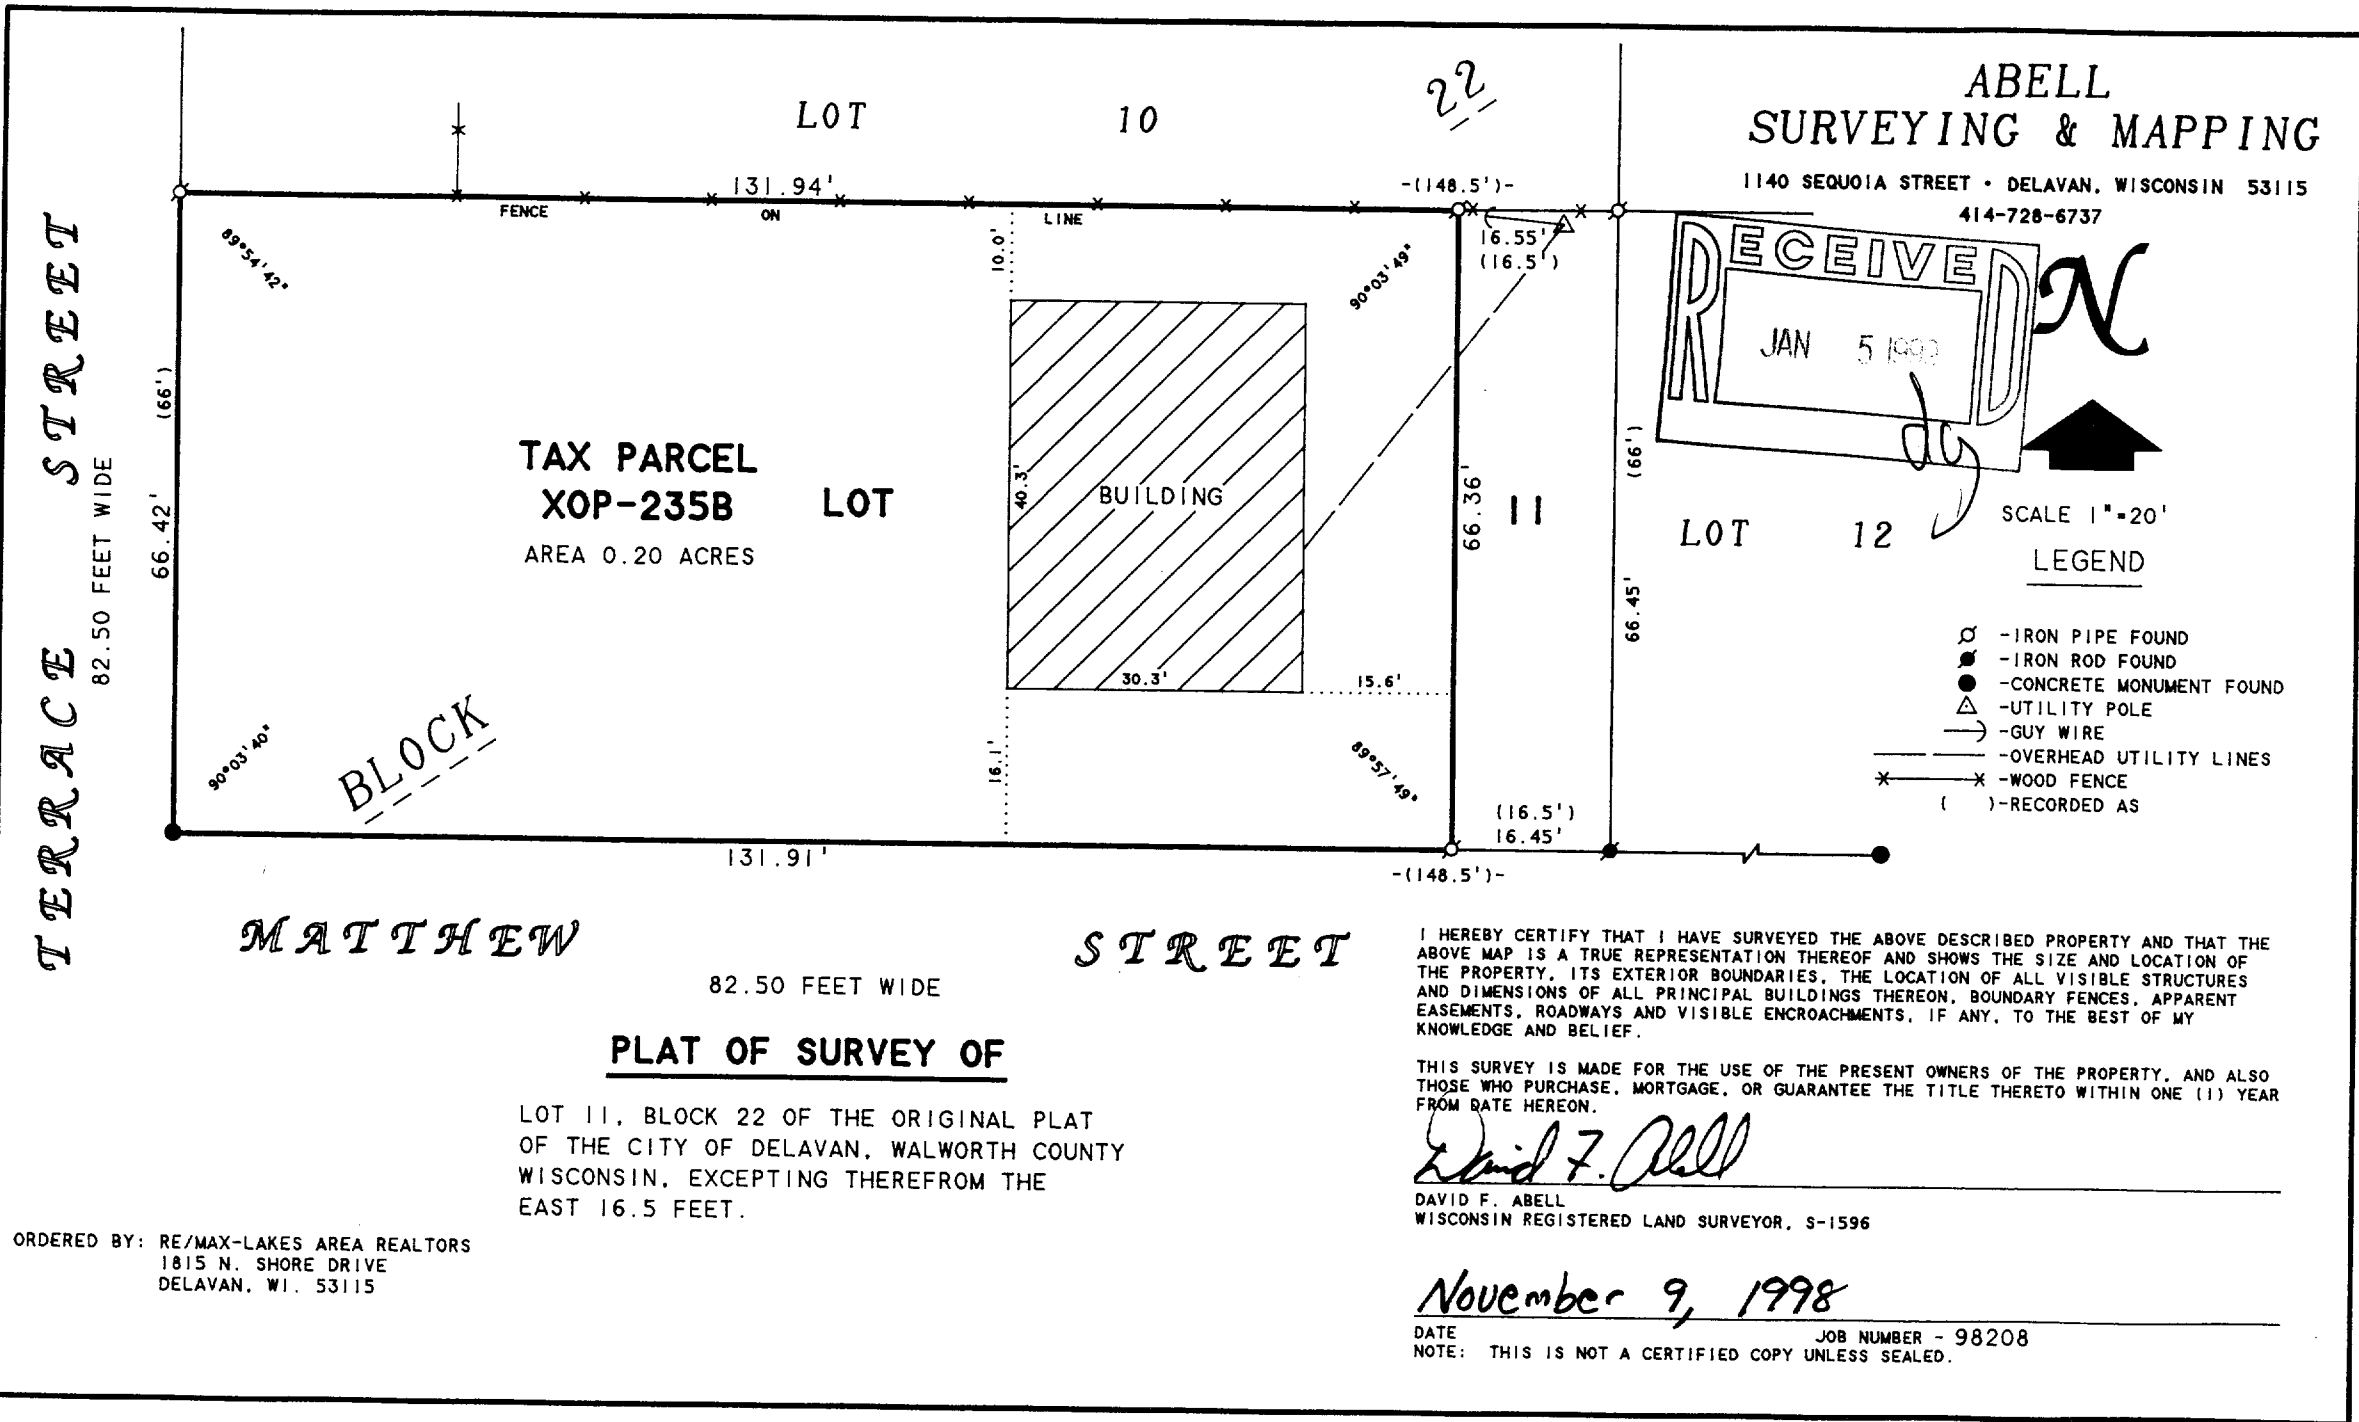 LOT 10
22
ABELL
SURVEYING & MAPPING
1140 SEQUOIA STREET • DELAVAN, WISCONSIN 53115
414-728-6737
131.94'
FENCE ON LINE
-(148.5')-
16.55'
(16.5')
10.0'
89°54'42"
90°03'49"
RECEIVED
JAN 5
N
TERRACE STREET
82.50 FEET WIDE
(66')
66.42'
TAX PARCEL
XOP-235B
AREA 0.20 ACRES
LOT 11
40.3'
BUILDING
30.3'
15.6'
66.36'
(66')
66.45'
LOT 12
SCALE 1"=20'
LEGEND
-IRON PIPE FOUND
-IRON ROD FOUND
-CONCRETE MONUMENT FOUND
-UTILITY POLE
-GUY WIRE
-OVERHEAD UTILITY LINES
-WOOD FENCE
( )-RECORDED AS
90°03'40"
BLOCK
16.1'
89°57'49"
(16.5')
16.45'
131.91'
-(148.5')-
MATTHEW STREET
82.50 FEET WIDE
PLAT OF SURVEY OF
LOT 11, BLOCK 22 OF THE ORIGINAL PLAT
OF THE CITY OF DELAVAN, WALWORTH COUNTY
WISCONSIN, EXCEPTING THEREFROM THE
EAST 16.5 FEET.
ORDERED BY: RE/MAX-LAKES AREA REALTORS
1815 N. SHORE DRIVE
DELAVAN, WI. 53115
I HEREBY CERTIFY THAT I HAVE SURVEYED THE ABOVE DESCRIBED PROPERTY AND THAT THE
ABOVE MAP IS A TRUE REPRESENTATION THEREOF AND SHOWS THE SIZE AND LOCATION OF
THE PROPERTY, ITS EXTERIOR BOUNDARIES, THE LOCATION OF ALL VISIBLE STRUCTURES
AND DIMENSIONS OF ALL PRINCIPAL BUILDINGS THEREON, BOUNDARY FENCES, APPARENT
EASEMENTS, ROADWAYS AND VISIBLE ENCROACHMENTS, IF ANY, TO THE BEST OF MY
KNOWLEDGE AND BELIEF.
THIS SURVEY IS MADE FOR THE USE OF THE PRESENT OWNERS OF THE PROPERTY, AND ALSO
THOSE WHO PURCHASE, MORTGAGE, OR GUARANTEE THE TITLE THERETO WITHIN ONE (1) YEAR
FROM DATE HEREON.
David F. Abell
DAVID F. ABELL
WISCONSIN REGISTERED LAND SURVEYOR, S-1596
November 9, 1998
DATE
JOB NUMBER - 98208
NOTE: THIS IS NOT A CERTIFIED COPY UNLESS SEALED.